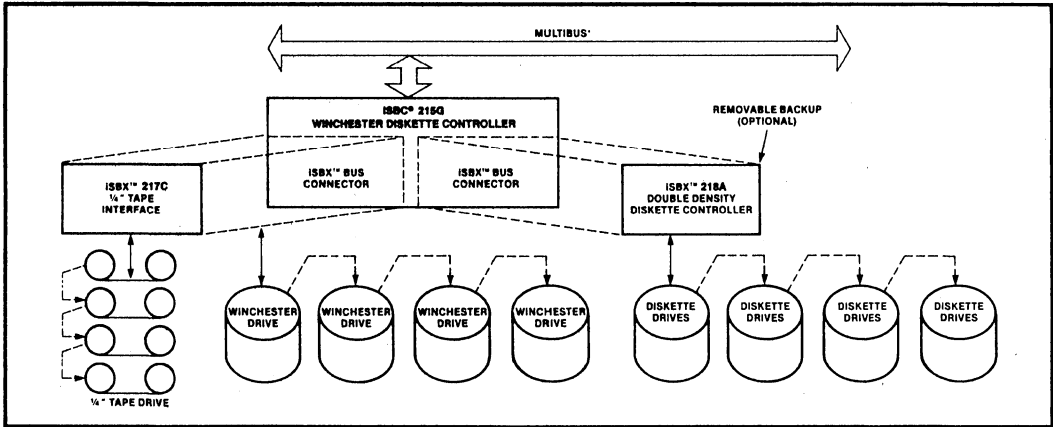 MULTIBUS*
iSBC® 215G
WINCHESTER DISKETTE CONTROLLER
REMOVABLE BACKUP
(OPTIONAL)
iSBX™ BUS
CONNECTOR
iSBX™ BUS
CONNECTOR
iSBX™ 217C
¼" TAPE
INTERFACE
iSBX™ 218A
DOUBLE DENSITY
DISKETTE CONTROLLER
WINCHESTER
DRIVE
WINCHESTER
DRIVE
WINCHESTER
DRIVE
WINCHESTER
DRIVE
DISKETTE
DRIVES
DISKETTE
DRIVES
DISKETTE
DRIVES
DISKETTE
DRIVES
¼" TAPE DRIVE